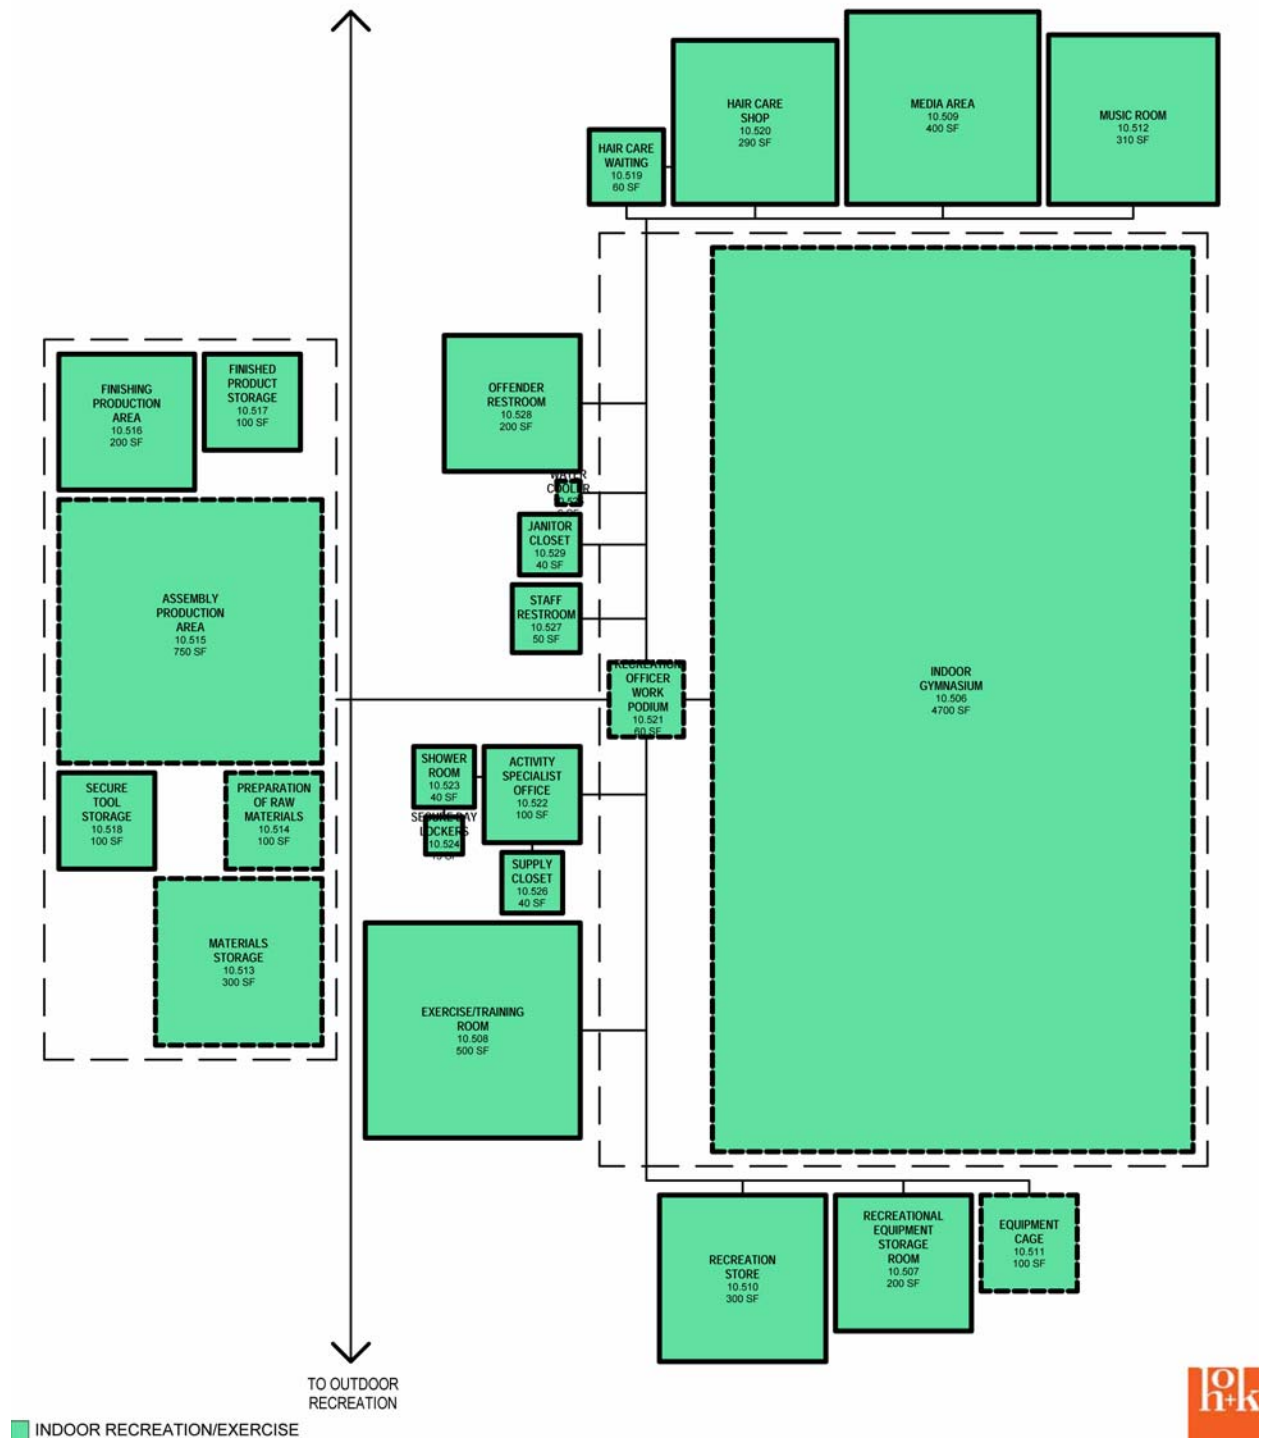 HAIR CARE
SHOP
10.520
290 SF
MEDIA AREA
10.509
400 SF
MUSIC ROOM
10.512
310 SF
HAIR CARE
WAITING
10.519
60 SF
FINISHING
PRODUCTION
AREA
10.516
200 SF
FINISHED
PRODUCT
STORAGE
10.517
100 SF
OFFENDER
RESTROOM
10.528
200 SF
WATER
COOLER
JANITOR
CLOSET
10.529
40 SF
STAFF
RESTROOM
10.527
50 SF
ASSEMBLY
PRODUCTION
AREA
10.515
750 SF
RECREATION
OFFICER
WORK
PODIUM
10.521
60 SF
INDOOR
GYMNASIUM
10.506
4700 SF
SHOWER
ROOM
10.523
40 SF
ACTIVITY
SPECIALIST
OFFICE
10.522
100 SF
SECURE DAY
LOCKERS
10.524
SECURE
TOOL
STORAGE
10.518
100 SF
PREPARATION
OF RAW
MATERIALS
10.514
100 SF
SUPPLY
CLOSET
10.526
40 SF
MATERIALS
STORAGE
10.513
300 SF
EXERCISE/TRAINING
ROOM
10.508
500 SF
RECREATION
STORE
10.510
300 SF
RECREATIONAL
EQUIPMENT
STORAGE
ROOM
10.507
200 SF
EQUIPMENT
CAGE
10.511
100 SF
TO OUTDOOR
RECREATION
INDOOR RECREATION/EXERCISE
hok